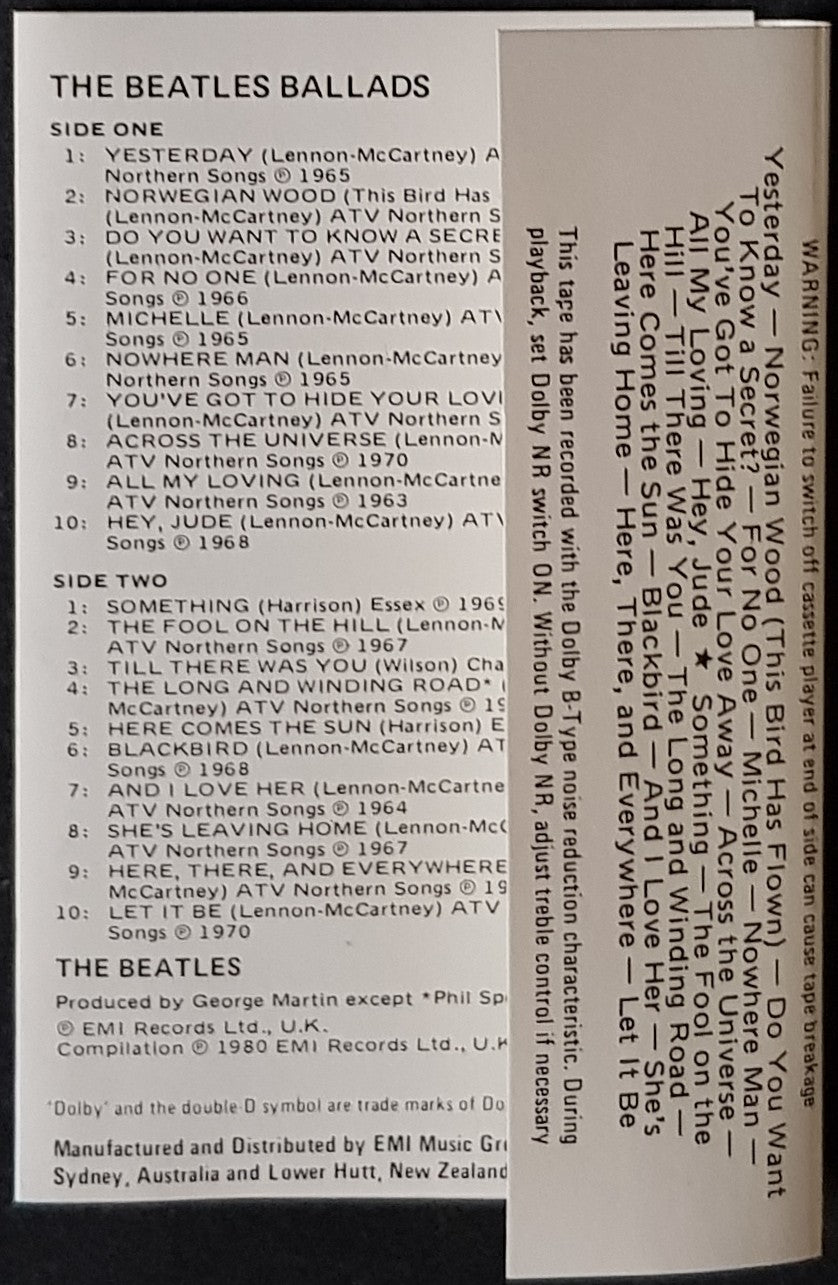 THE BEATLES BALLADS
SIDE ONE
1: YESTERDAY (Lennon-McCartney) A
Northern Songs ℗ 1965
2: NORWEGIAN WOOD (This Bird Has
(Lennon-McCartney) ATV Northern S
3: DO YOU WANT TO KNOW A SECRE
(Lennon-McCartney) ATV Northern S
4: FOR NO ONE (Lennon-McCartney) A
Songs ℗ 1966
5: MICHELLE (Lennon-McCartney) ATV
Songs ℗ 1965
6: NOWHERE MAN (Lennon-McCartney
Northern Songs ℗ 1965
7: YOU'VE GOT TO HIDE YOUR LOVI
(Lennon-McCartney) ATV Northern S
8: ACROSS THE UNIVERSE (Lennon-M
ATV Northern Songs ℗ 1970
9: ALL MY LOVING (Lennon-McCartne
ATV Northern Songs ℗ 1963
10: HEY, JUDE (Lennon-McCartney) ATV
Songs ℗ 1968
SIDE TWO
1: SOMETHING (Harrison) Essex ℗ 1969
2: THE FOOL ON THE HILL (Lennon-M
ATV Northern Songs ℗ 1967
3: TILL THERE WAS YOU (Wilson) Cha
4: THE LONG AND WINDING ROAD* (
McCartney) ATV Northern Songs ℗ 19
5: HERE COMES THE SUN (Harrison) E
6: BLACKBIRD (Lennon-McCartney) AT
Songs ℗ 1968
7: AND I LOVE HER (Lennon-McCartne
ATV Northern Songs ℗ 1964
8: SHE'S LEAVING HOME (Lennon-McC
ATV Northern Songs ℗ 1967
9: HERE, THERE, AND EVERYWHERE
McCartney) ATV Northern Songs ℗ 19
10: LET IT BE (Lennon-McCartney) ATV
Songs ℗ 1970
THE BEATLES
Produced by George Martin except *Phil Sp
℗ EMI Records Ltd., U.K.
Compilation ℗ 1980 EMI Records Ltd., U.K
'Dolby' and the double-D symbol are trade marks of Do
Manufactured and Distributed by EMI Music Gr
Sydney, Australia and Lower Hutt, New Zealand
WARNING: Failure to switch off cassette player at end of side can cause tape breakage
Yesterday — Norwegian Wood (This Bird Has Flown) — Do You Want
To Know a Secret? — For No One — Michelle — Nowhere Man —
You've Got To Hide Your Love Away — Across the Universe —
All My Loving — Hey, Jude ★ Something — The Fool on the
Hill — Till There Was You — The Long and Winding Road —
Here Comes the Sun — Blackbird — And I Love Her — She's
Leaving Home — Here, There, and Everywhere — Let It Be
This tape has been recorded with the Dolby B-Type noise reduction characteristic. During
playback, set Dolby NR switch ON. Without Dolby NR, adjust treble control if necessary